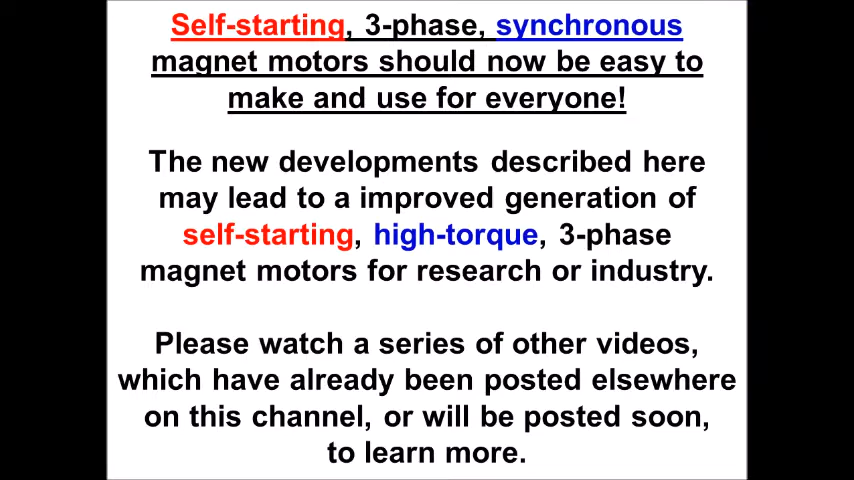 Self-starting, 3-phase, synchronous
magnet motors should now be easy to
make and use for everyone!
The new developments described here
may lead to a improved generation of
self-starting, high-torque, 3-phase
magnet motors for research or industry.
Please watch a series of other videos,
which have already been posted elsewhere
on this channel, or will be posted soon,
to learn more.